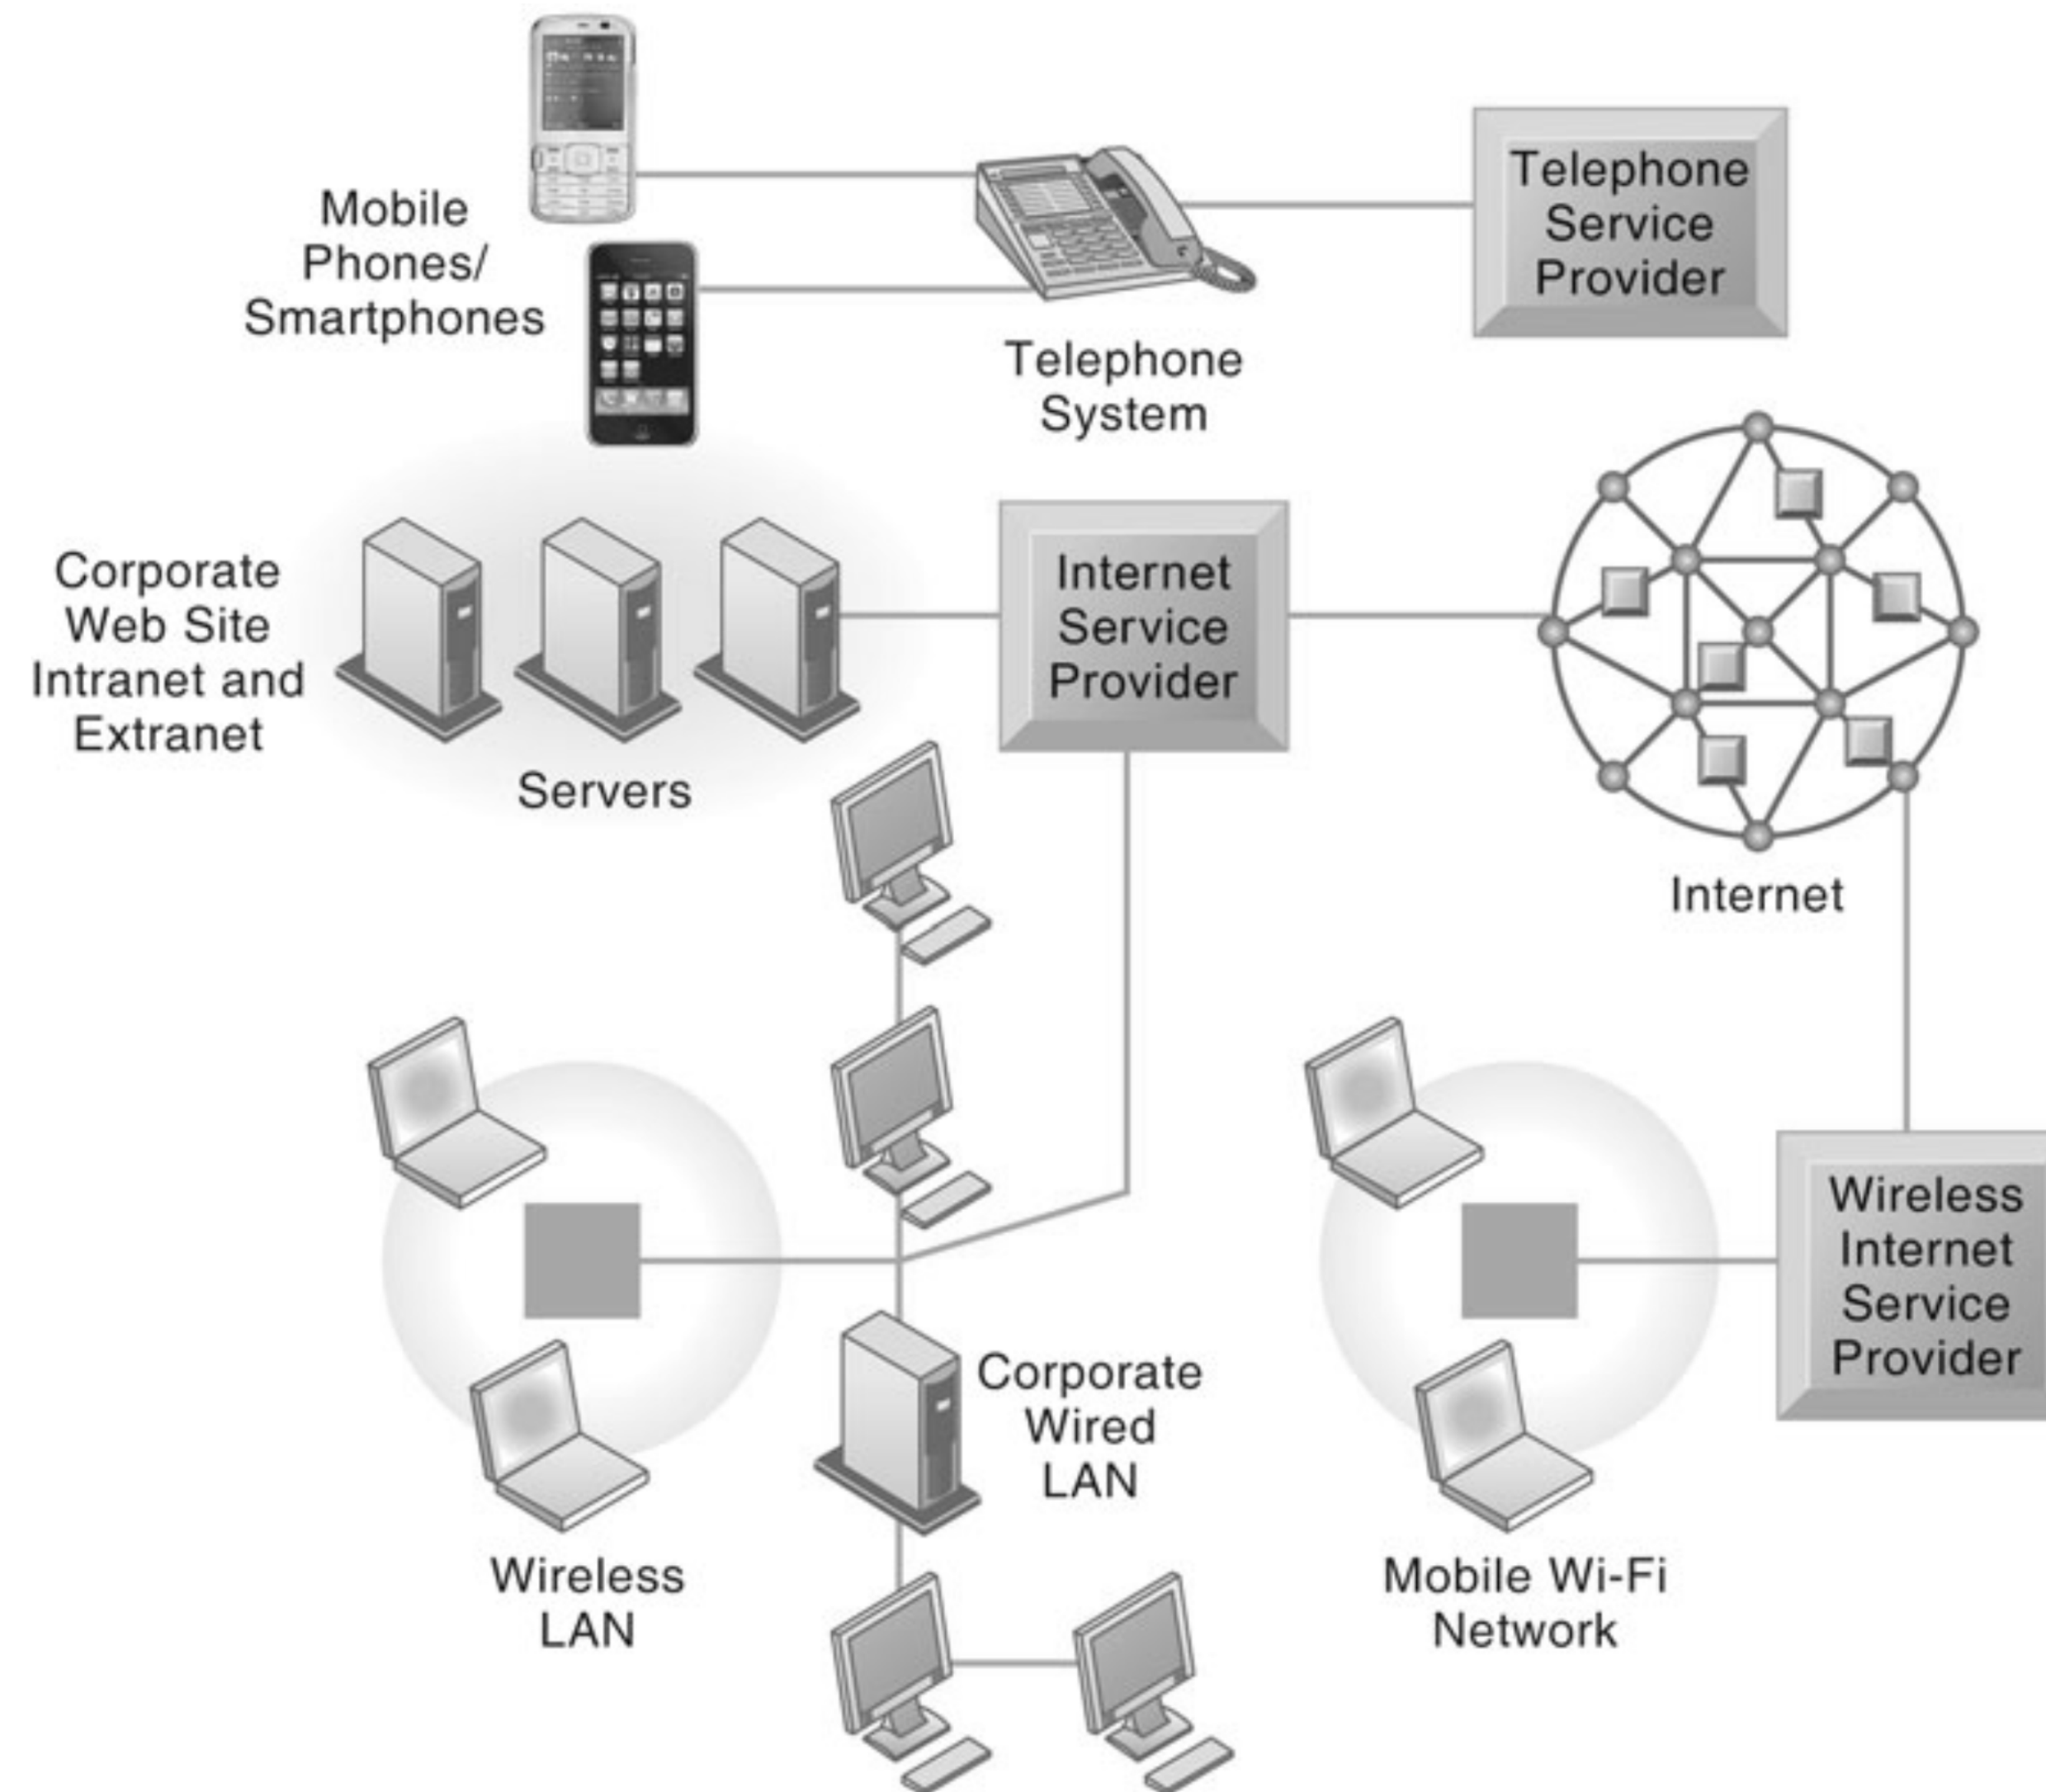 Mobile
Phones/
Smartphones
Telephone
System
Telephone
Service
Provider
Corporate
Web Site
Intranet and
Extranet
Servers
Internet
Service
Provider
Internet
Wireless
LAN
Corporate
Wired
LAN
Mobile Wi-Fi
Network
Wireless
Internet
Service
Provider